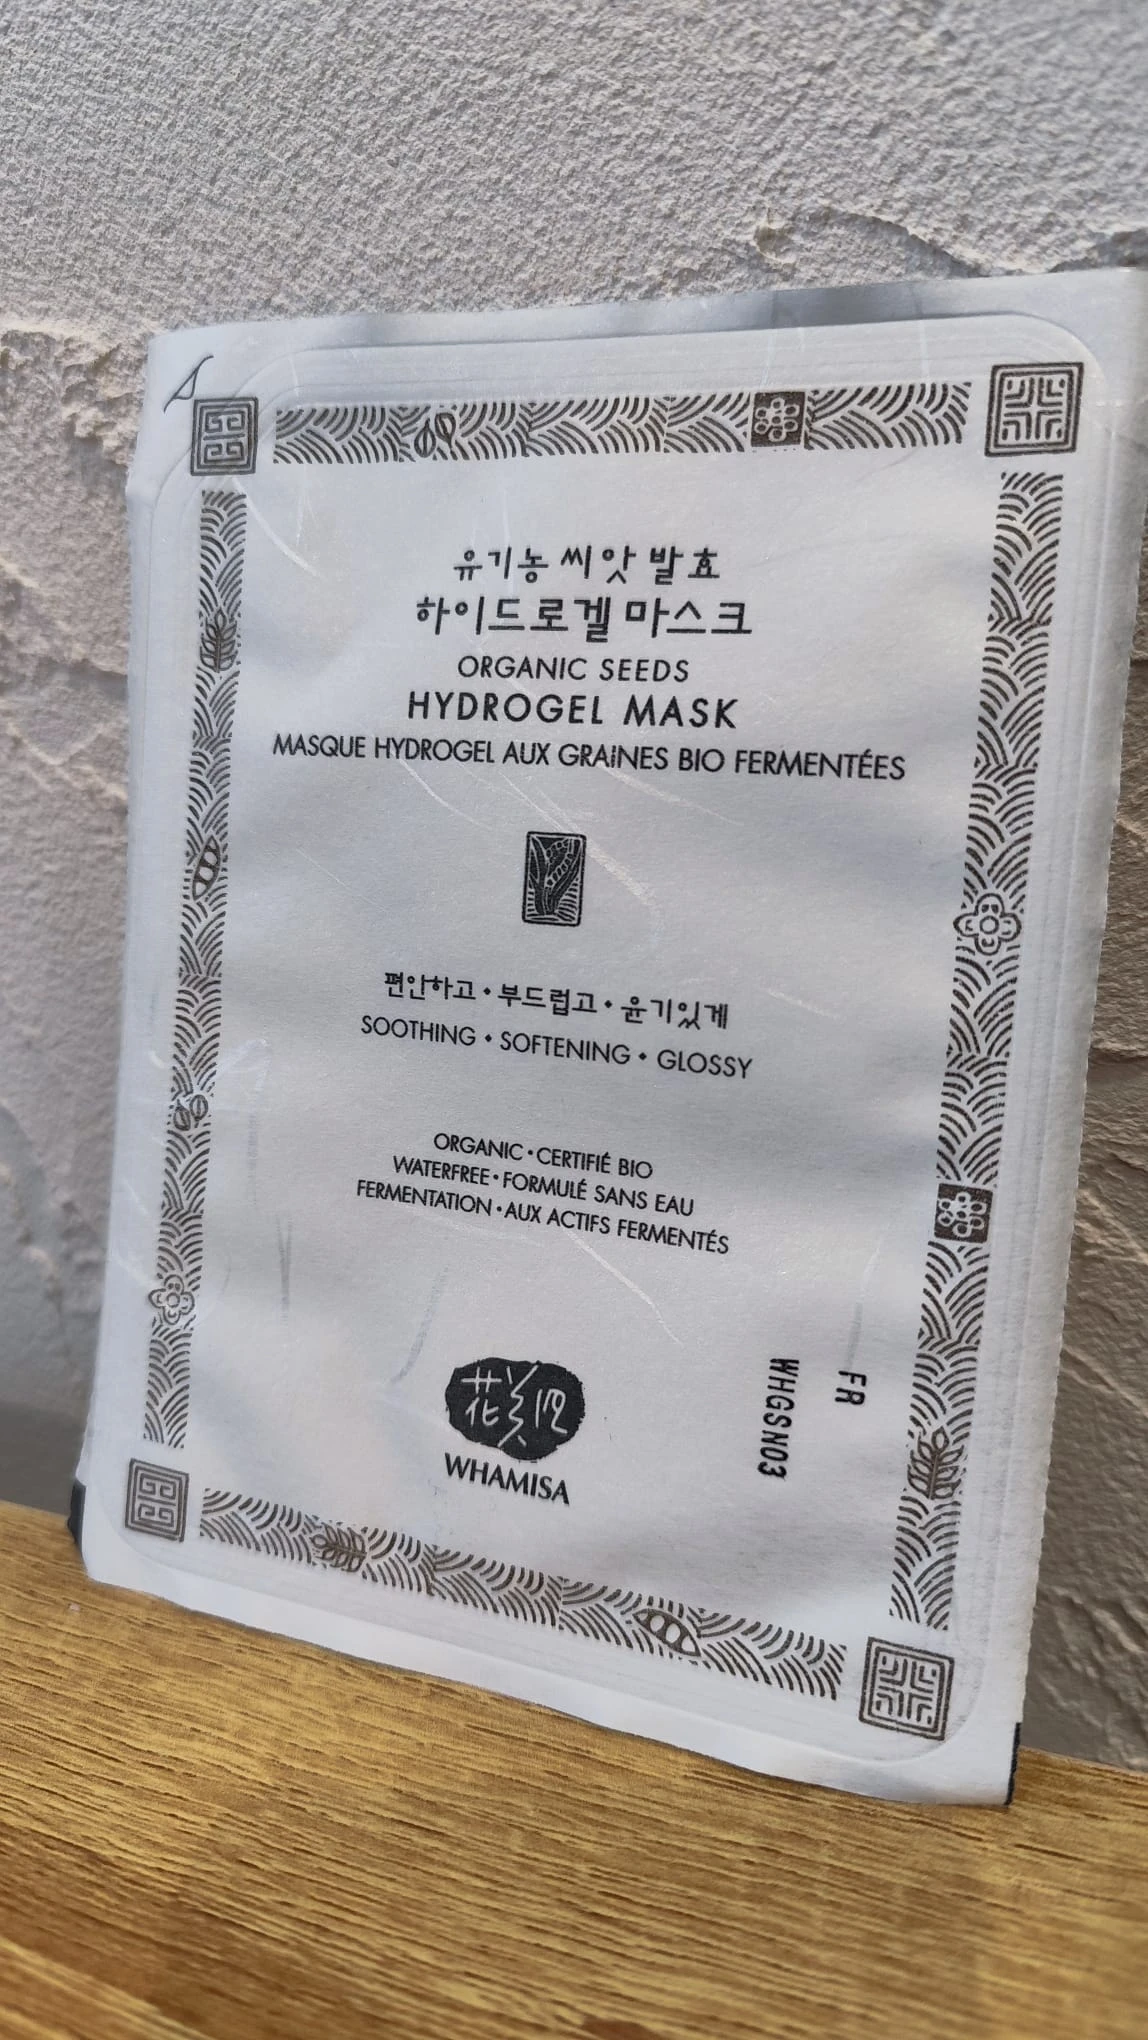 유기농 씨앗 발효
하이드로겔 마스크
ORGANIC SEEDS
HYDROGEL MASK
MASQUE HYDROGEL AUX GRAINES BIO FERMENTÉES
편안하고 • 부드럽고 • 윤기있게
SOOTHING • SOFTENING • GLOSSY
ORGANIC • CERTIFIÉ BIO
WATERFREE • FORMULÉ SANS EAU
FERMENTATION • AUX ACTIFS FERMENTÉS
FR
WHGSN03
花
WHAMISA